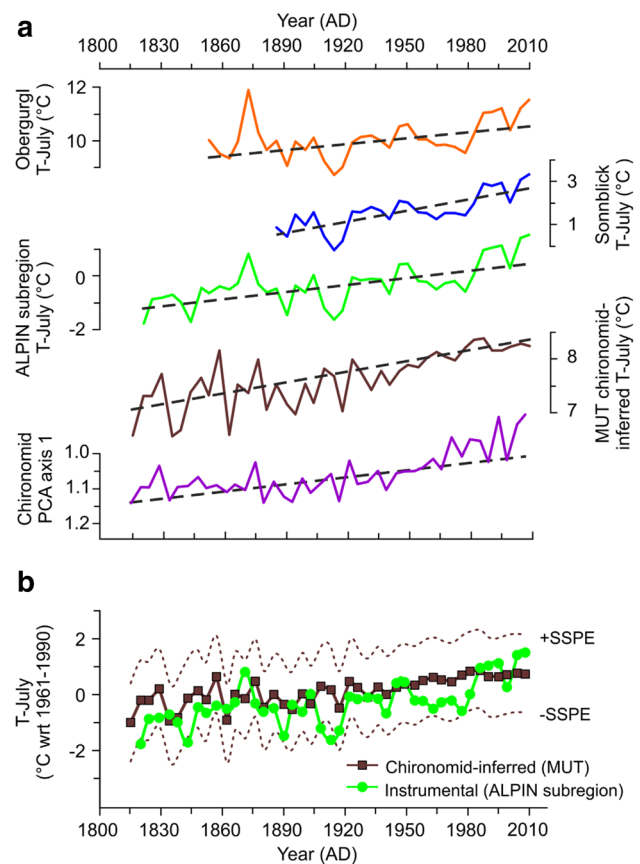 a
Year (AD)
1800 1830 1860 1890 1920 1950 1980 2010
Obergurgl
T-July (°C)
12
10
Sonnblick
T-July (°C)
3
1
ALPIN subregion
T-July (°C)
0
-2
MUT chironomid-
inferred T-July (°C)
8
7
Chironomid
PCA axis 1
1.0
1.1
1.2
b
T-July
(°C wrt 1961-1990)
2
0
-2
+SSPE
-SSPE
Chironomid-inferred (MUT)
Instrumental (ALPIN subregion)
1800 1830 1860 1890 1920 1950 1980 2010
Year (AD)